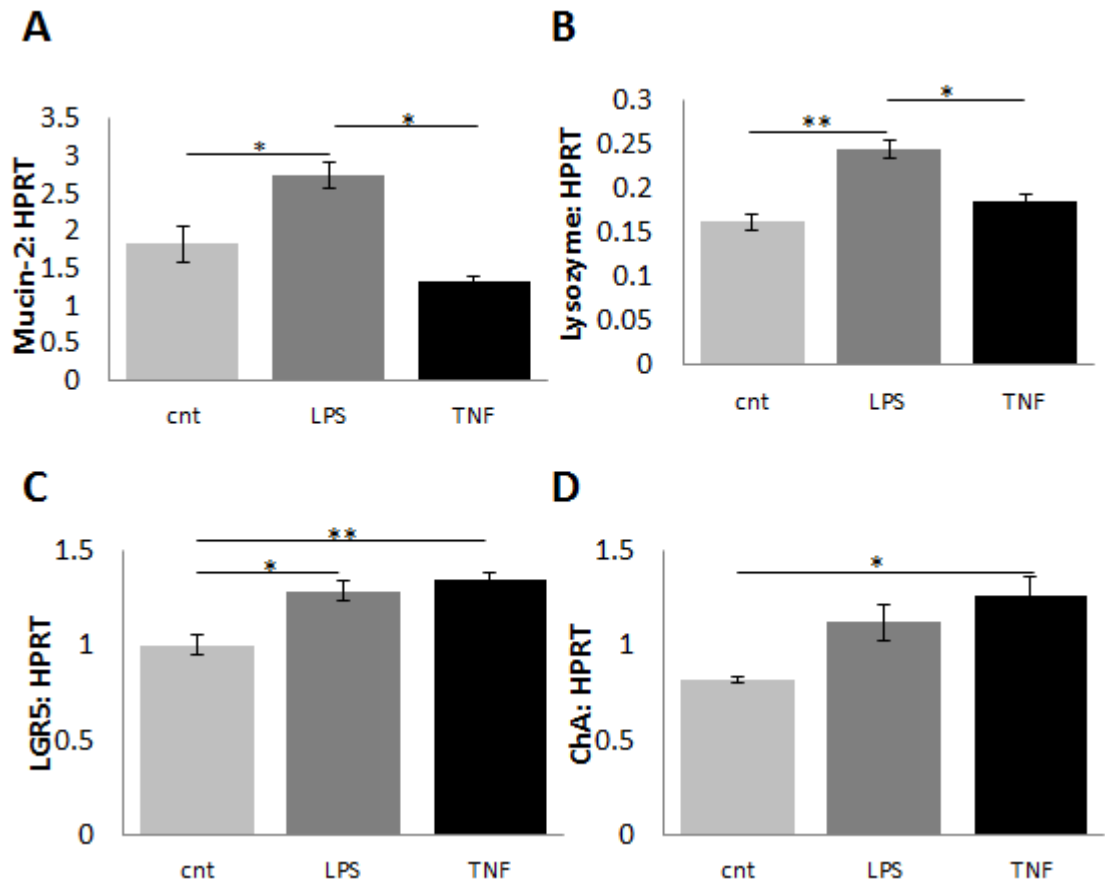 A
Mucin-2: HPRT
3.5
3
2.5
2
1.5
1
0.5
0
*
*
cnt LPS TNF
B
Lysozyme: HPRT
0.3
0.25
0.2
0.15
0.1
0.05
0
**
*
cnt LPS TNF
C
LGR5: HPRT
1.5
1
0.5
0
**
*
cnt LPS TNF
D
ChA: HPRT
1.5
1
0.5
0
*
cnt LPS TNF